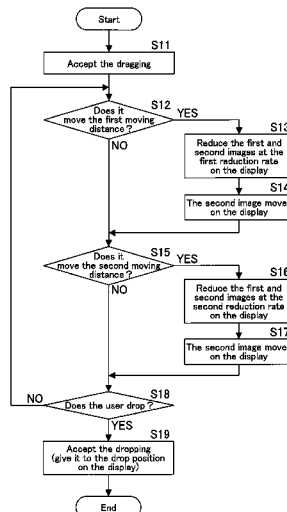 Start
S11
Accept the dragging
S12
Does it
move the first moving
distance ?
YES
NO
S13
Reduce the first and
second images at the
first reduction rate
on the display
S14
The second image move
on the display
S15
Does it
move the second moving
distance ?
YES
NO
S16
Reduce the first and
second images at the
second reduction rate
on the display
S17
The second image move
on the display
S18
Does the user drop ?
NO
YES
S19
Accept the dropping
(give it to the drop position
on the display)
End